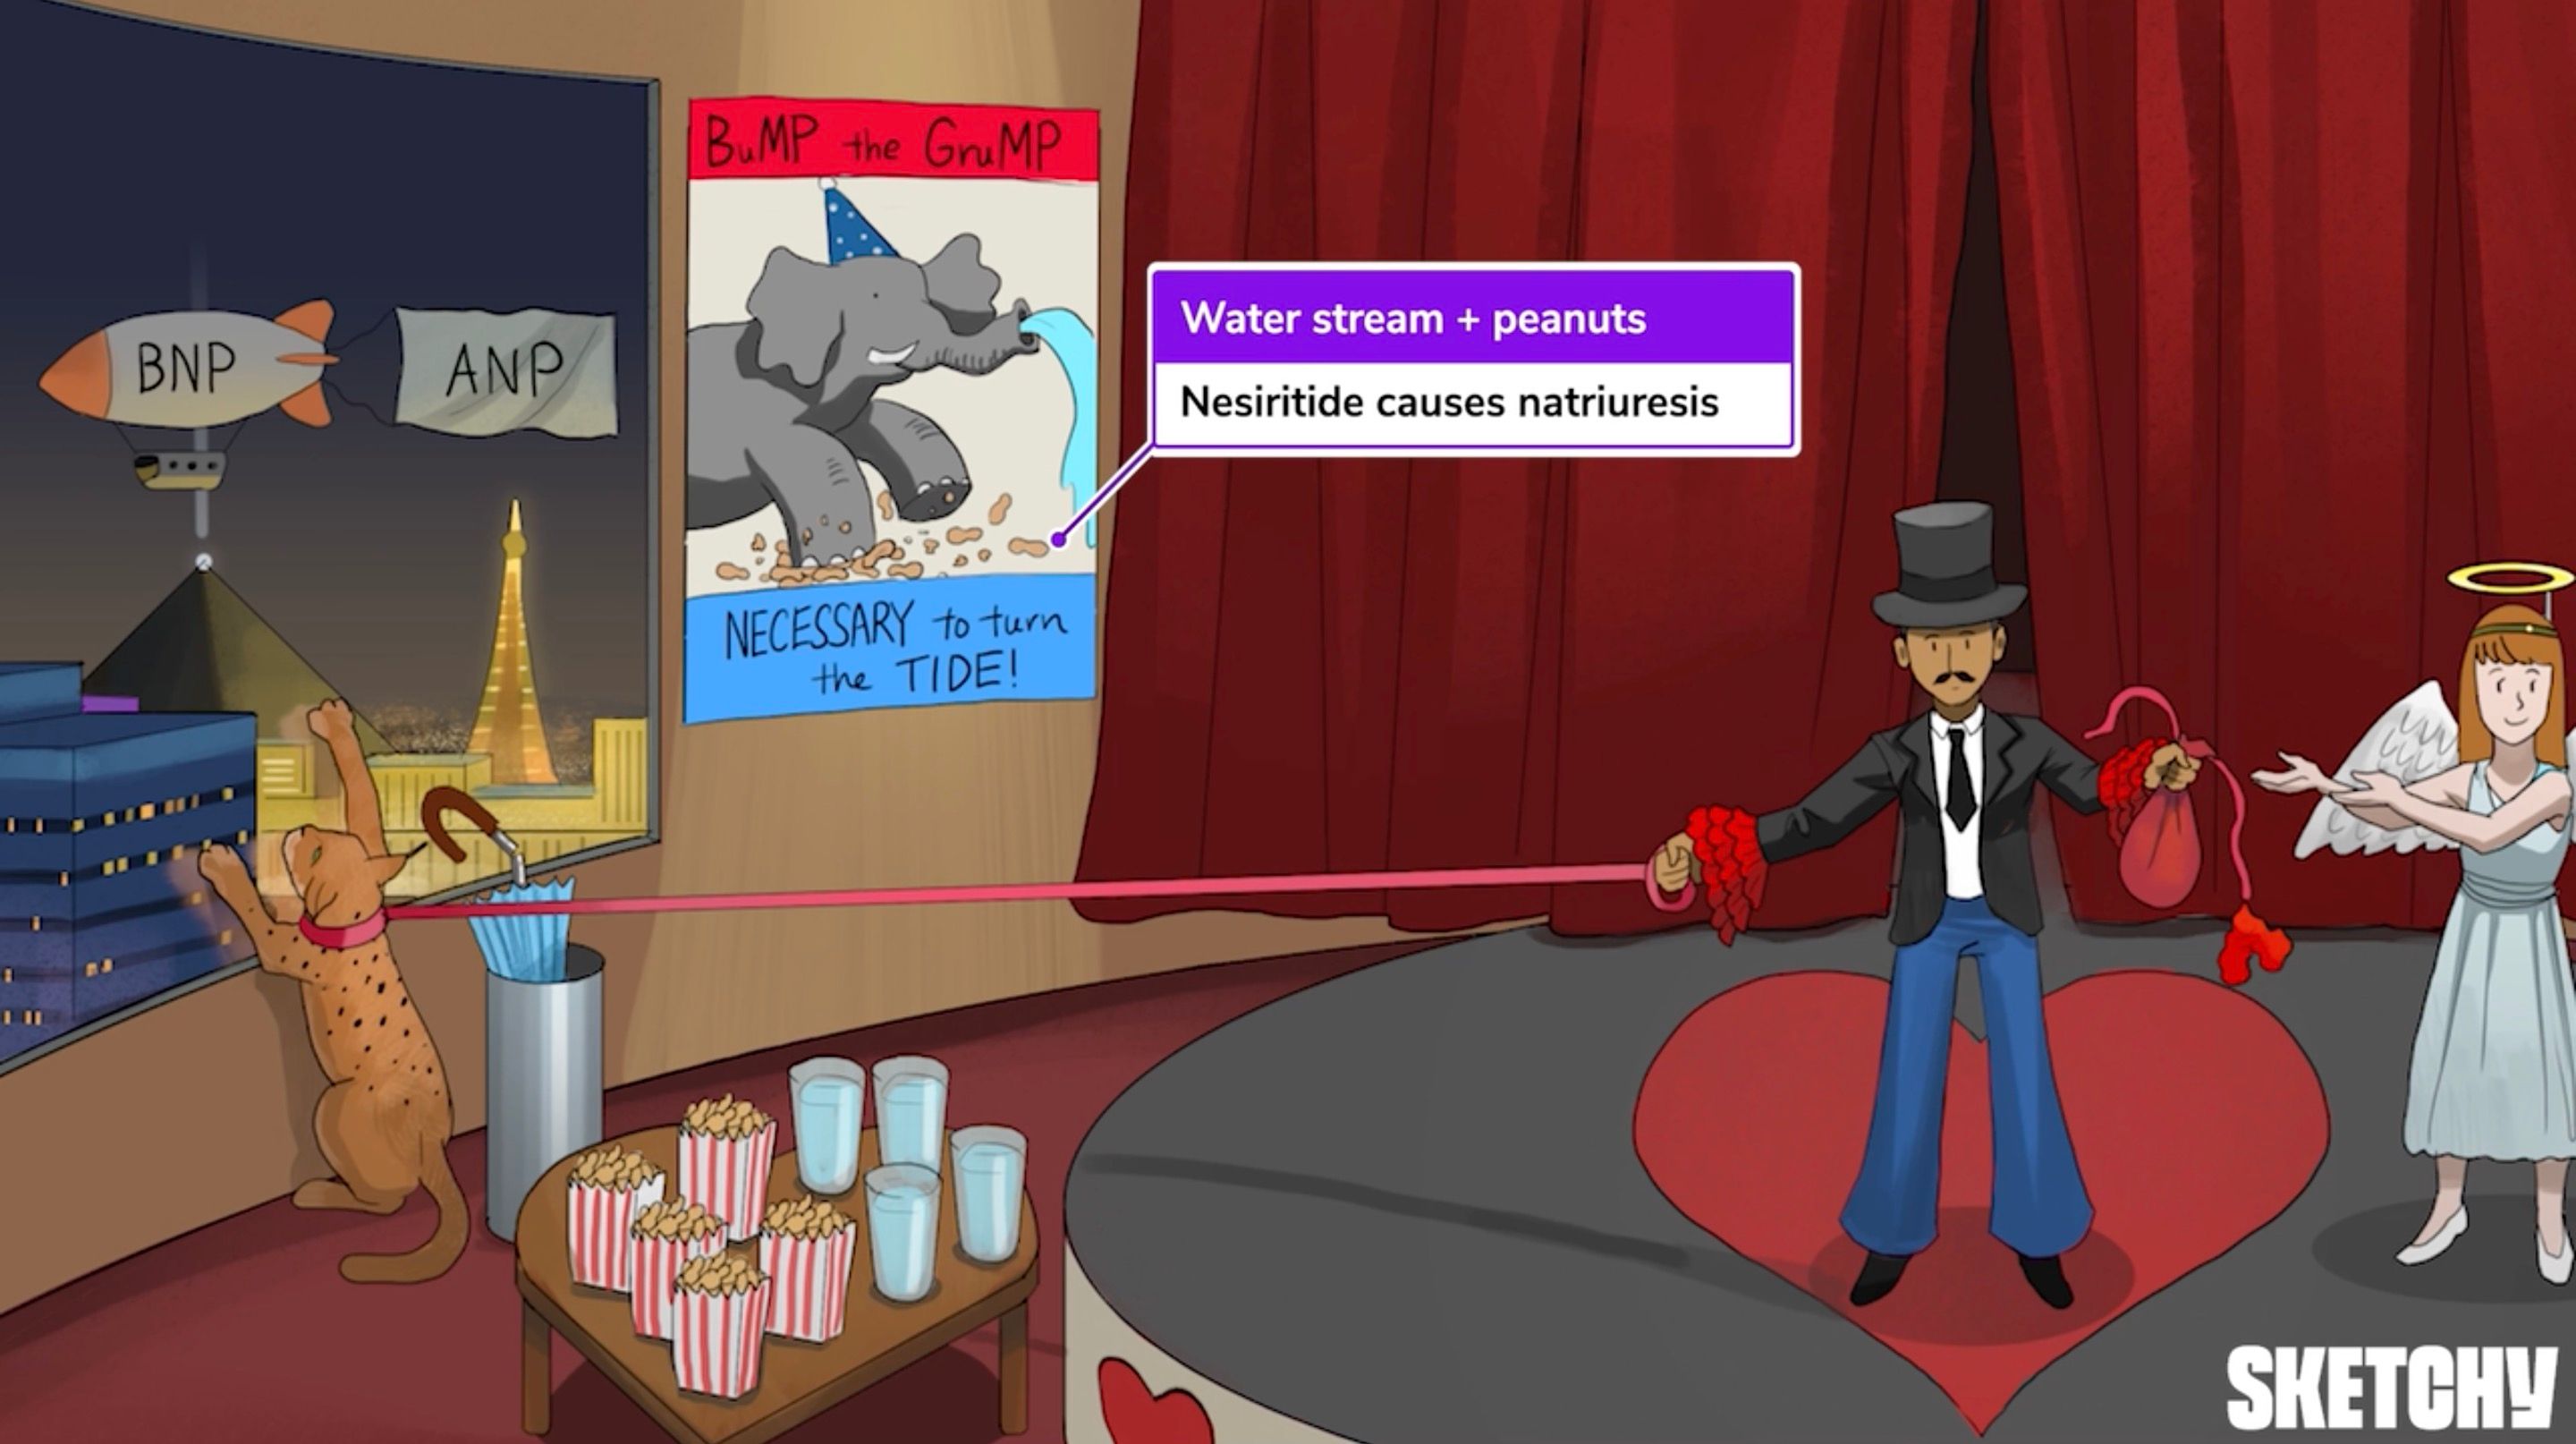 BuMP the GruMP
BNP
ANP
Water stream + peanuts
Nesiritide causes natriuresis
NECESSARY to turn
the TIDE!
SKETCHY